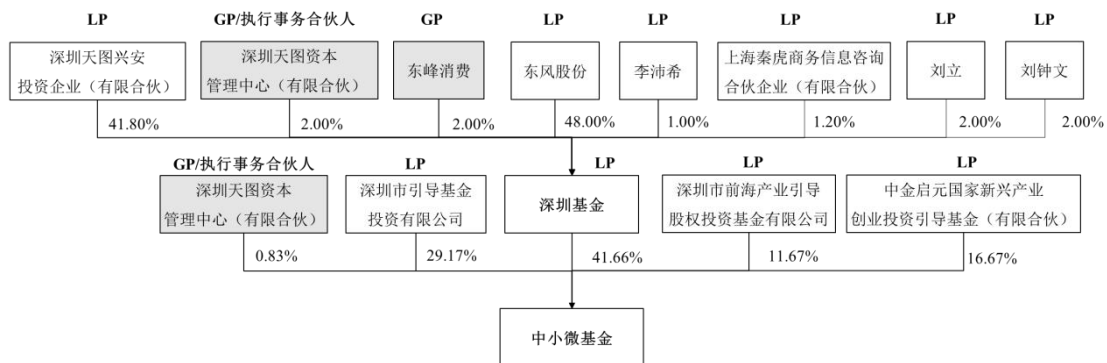 LP
GP/执行事务合伙人
GP
LP
LP
LP
LP
LP
深圳天图兴安
投资企业（有限合伙）
深圳天图资本
管理中心（有限合伙）
东峰消费
东风股份
李沛希
上海秦虎商务信息咨询
合伙企业（有限合伙）
刘立
刘钟文
41.80%
2.00%
2.00%
48.00%
1.00%
1.20%
2.00%
2.00%
GP/执行事务合伙人
LP
LP
LP
LP
深圳天图资本
管理中心（有限合伙）
深圳市引导基金
投资有限公司
深圳基金
深圳市前海产业引导
股权投资基金有限公司
中金启元国家新兴产业
创业投资引导基金（有限合伙）
0.83%
29.17%
41.66%
11.67%
16.67%
中小微基金